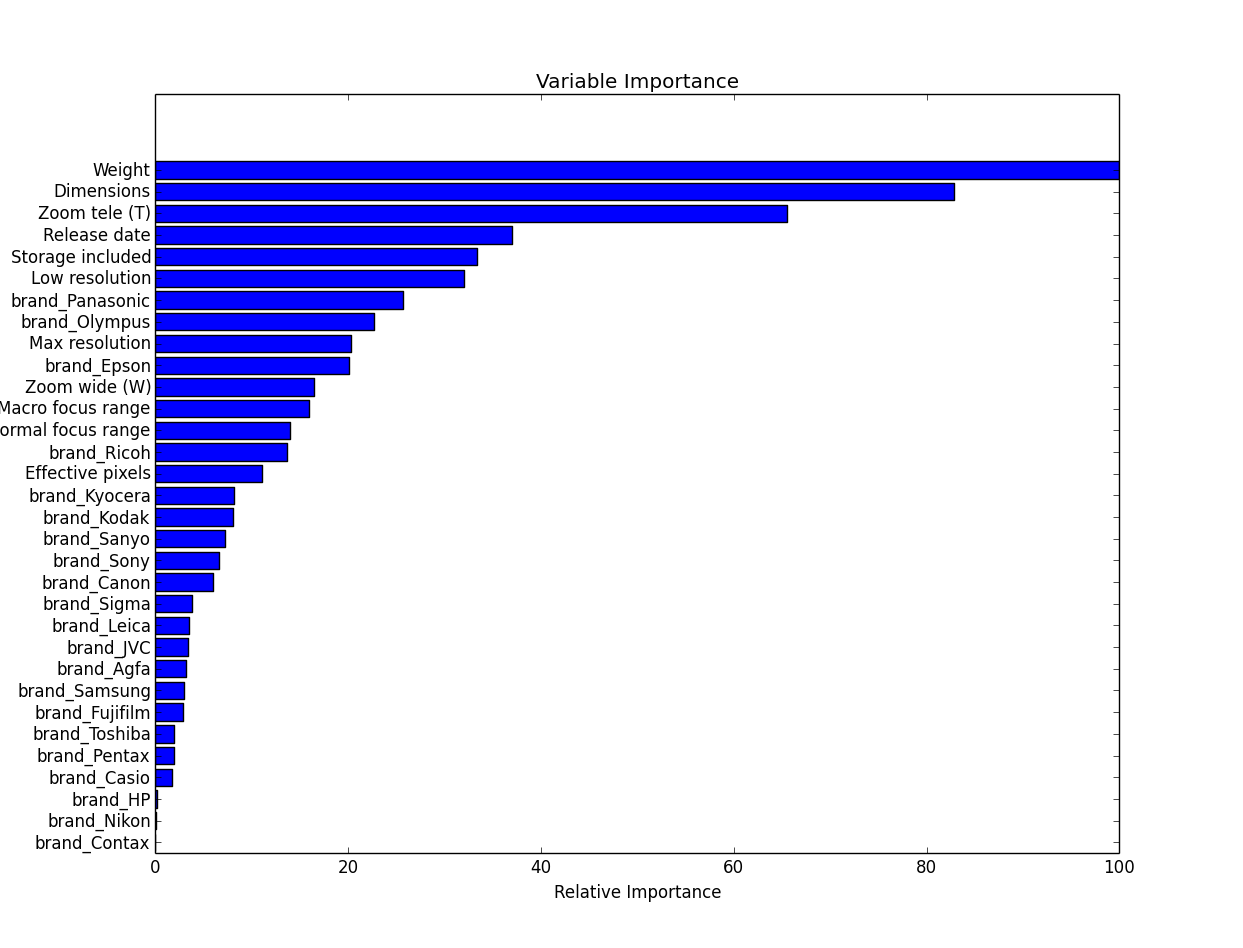 Variable Importance
Weight
Dimensions
Zoom tele (T)
Release date
Storage included
Low resolution
brand_Panasonic
brand_Olympus
Max resolution
brand_Epson
Zoom wide (W)
Macro focus range
ormal focus range
brand_Ricoh
Effective pixels
brand_Kyocera
brand_Kodak
brand_Sanyo
brand_Sony
brand_Canon
brand_Sigma
brand_Leica
brand_JVC
brand_Agfa
brand_Samsung
brand_Fujifilm
brand_Toshiba
brand_Pentax
brand_Casio
brand_HP
brand_Nikon
brand_Contax
0 20 40 60 80 100
Relative Importance